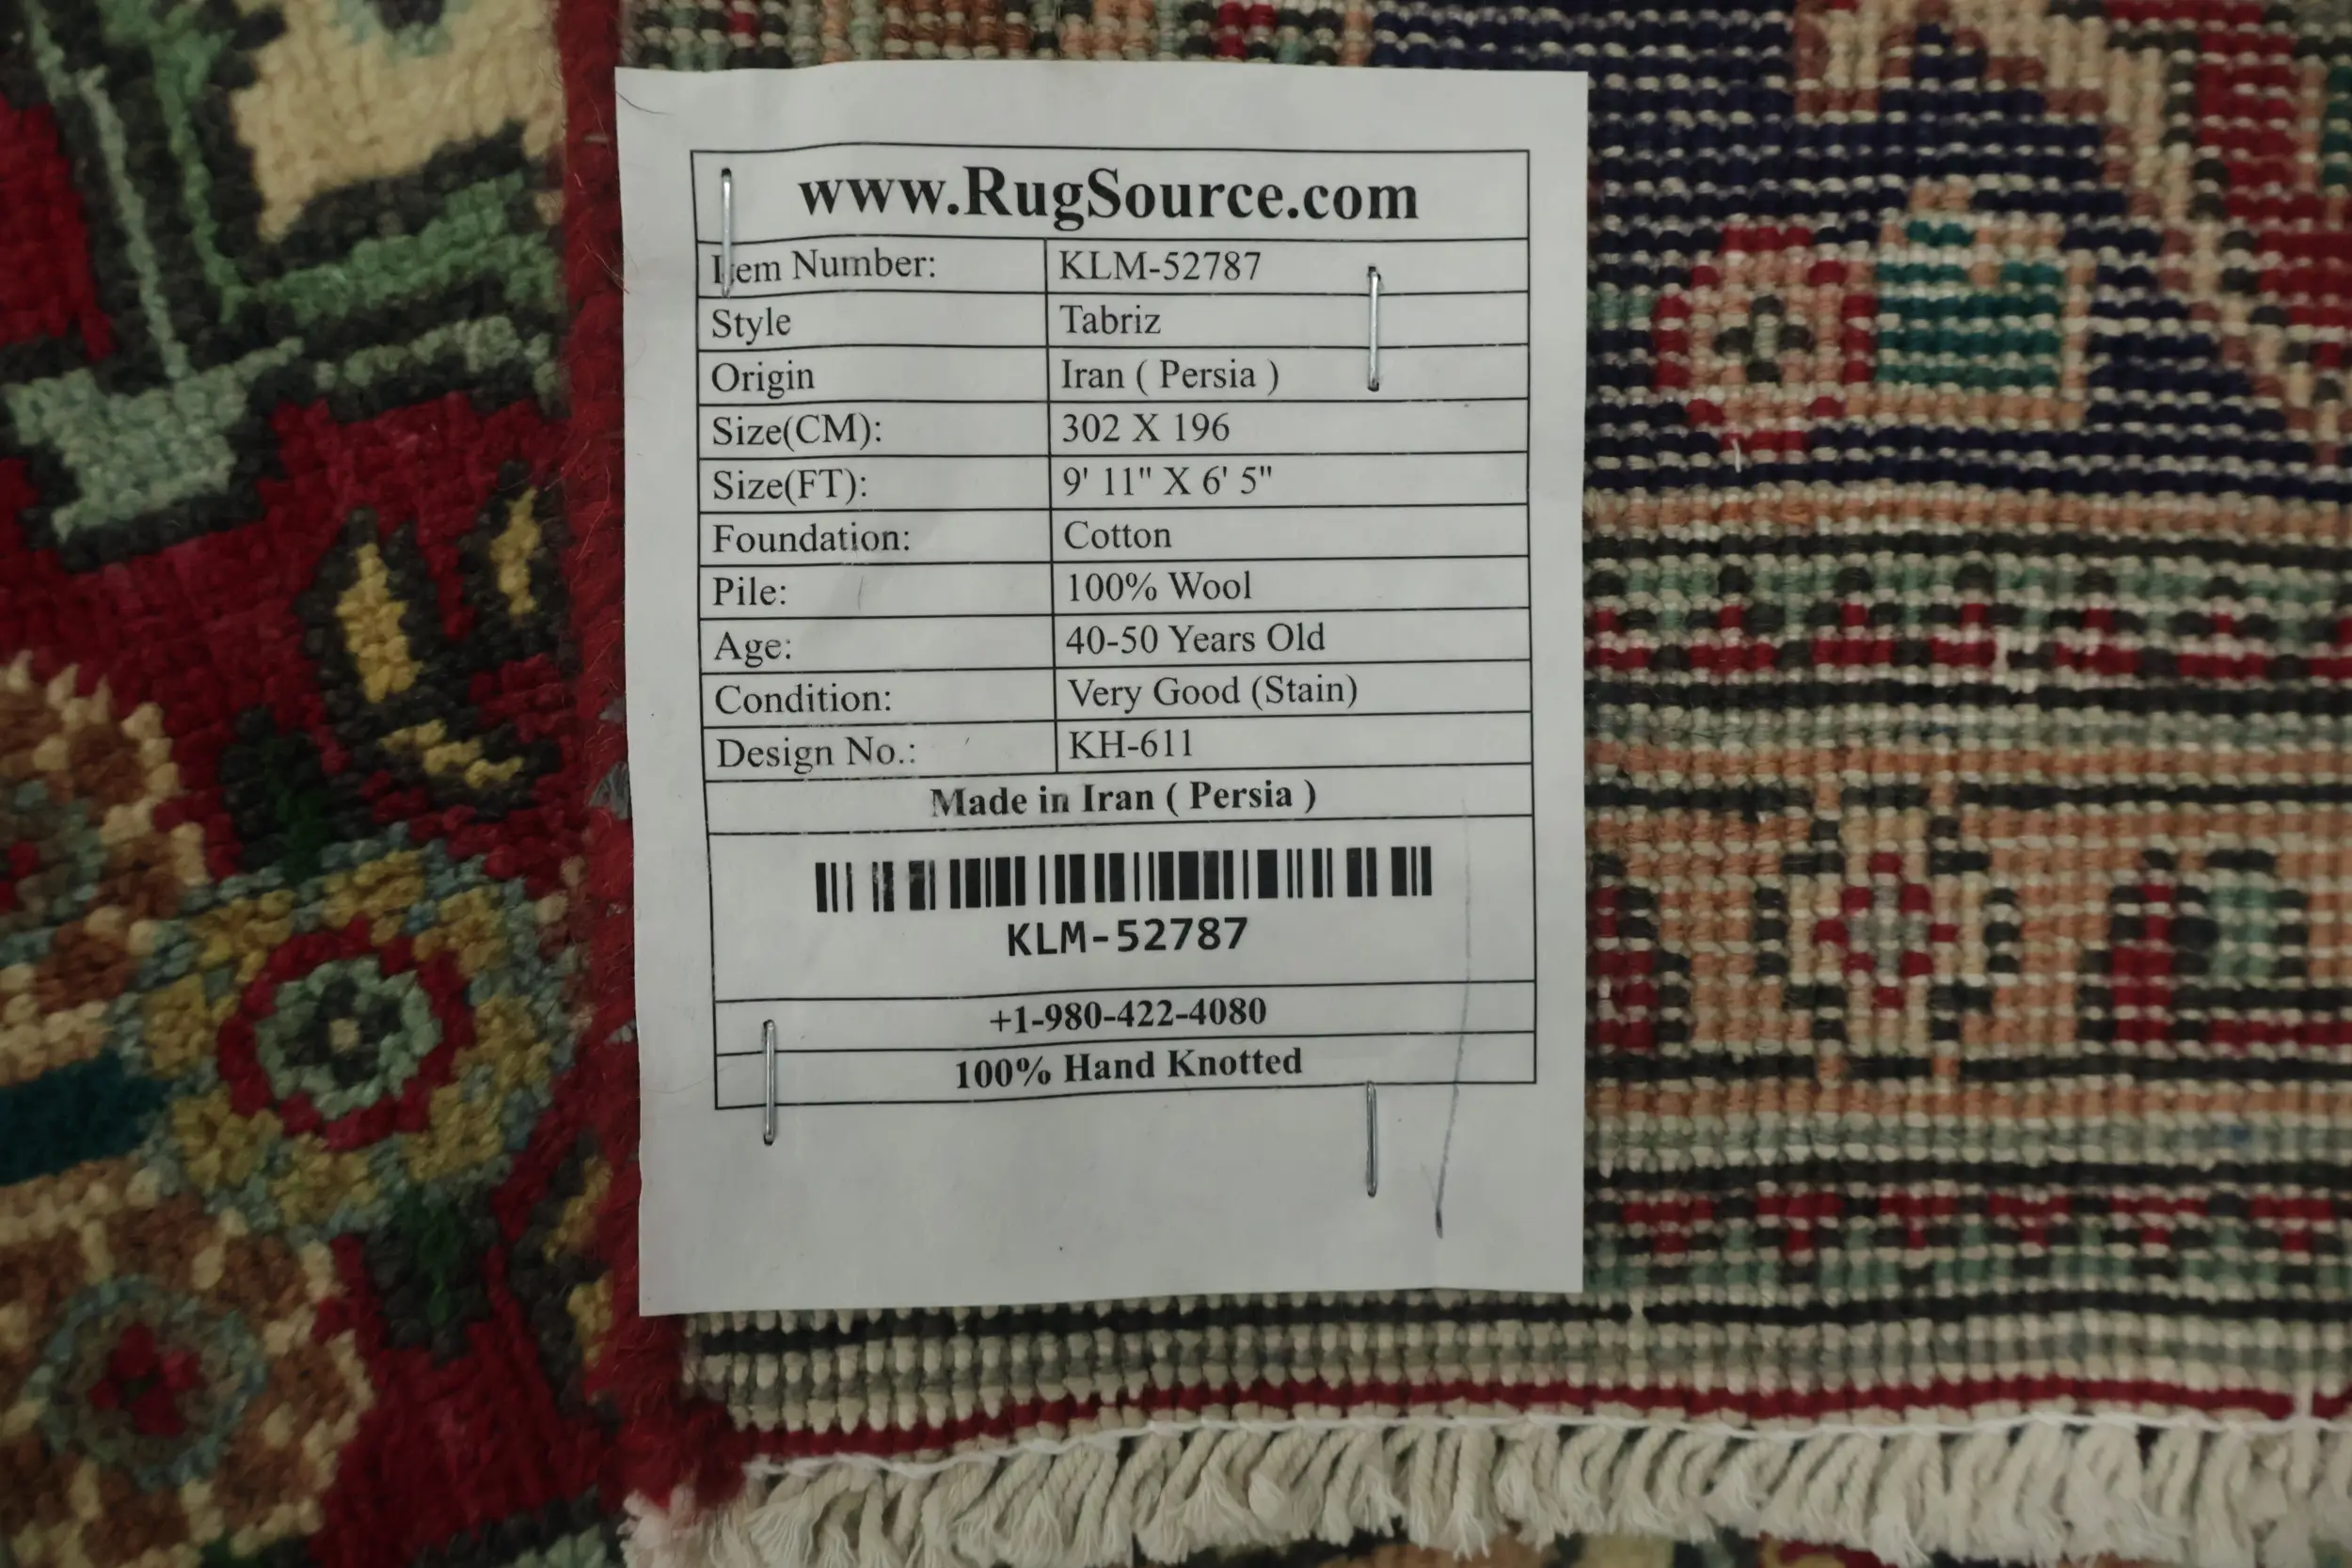 www.RugSource.com
Item Number: KLM-52787
Style Tabriz
Origin Iran ( Persia )
Size(CM): 302 X 196
Size(FT): 9' 11" X 6' 5"
Foundation: Cotton
Pile: 100% Wool
Age: 40-50 Years Old
Condition: Very Good (Stain)
Design No.: KH-611
Made in Iran ( Persia )
KLM-52787
+1-980-422-4080
100% Hand Knotted